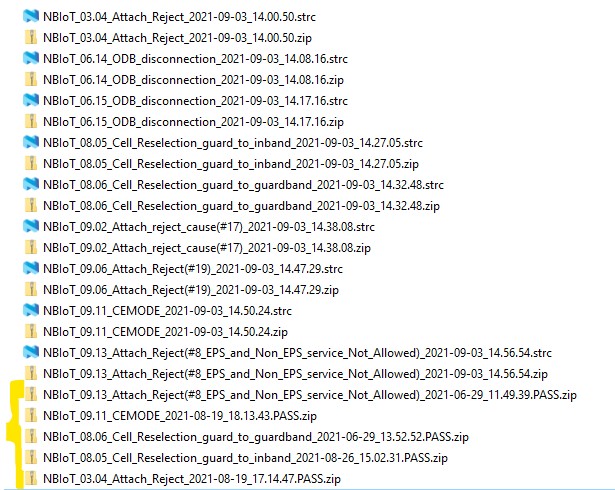 NBIoT_03.04_Attach_Reject_2021-09-03_14.00.50.strc
NBIoT_03.04_Attach_Reject_2021-09-03_14.00.50.zip
NBIoT_06.14_ODB_disconnection_2021-09-03_14.08.16.strc
NBIoT_06.14_ODB_disconnection_2021-09-03_14.08.16.zip
NBIoT_06.15_ODB_disconnection_2021-09-03_14.17.16.strc
NBIoT_06.15_ODB_disconnection_2021-09-03_14.17.16.zip
NBIoT_08.05_Cell_Reselection_guard_to_inband_2021-09-03_14.27.05.strc
NBIoT_08.05_Cell_Reselection_guard_to_inband_2021-09-03_14.27.05.zip
NBIoT_08.06_Cell_Reselection_guard_to_guardband_2021-09-03_14.32.48.strc
NBIoT_08.06_Cell_Reselection_guard_to_guardband_2021-09-03_14.32.48.zip
NBIoT_09.02_Attach_reject_cause(#17)_2021-09-03_14.38.08.strc
NBIoT_09.02_Attach_reject_cause(#17)_2021-09-03_14.38.08.zip
NBIoT_09.06_Attach_Reject(#19)_2021-09-03_14.47.29.strc
NBIoT_09.06_Attach_Reject(#19)_2021-09-03_14.47.29.zip
NBIoT_09.11_CEMODE_2021-09-03_14.50.24.strc
NBIoT_09.11_CEMODE_2021-09-03_14.50.24.zip
NBIoT_09.13_Attach_Reject(#8_EPS_and_Non_EPS_service_Not_Allowed)_2021-09-03_14.56.54.strc
NBIoT_09.13_Attach_Reject(#8_EPS_and_Non_EPS_service_Not_Allowed)_2021-09-03_14.56.54.zip
NBIoT_09.13_Attach_Reject(#8_EPS_and_Non_EPS_service_Not_Allowed)_2021-06-29_11.49.39.PASS.zip
NBIoT_09.11_CEMODE_2021-08-19_18.13.43.PASS.zip
NBIoT_08.06_Cell_Reselection_guard_to_guardband_2021-06-29_13.52.52.PASS.zip
NBIoT_08.05_Cell_Reselection_guard_to_inband_2021-08-26_15.02.31.PASS.zip
NBIoT_03.04_Attach_Reject_2021-08-19_17.14.47.PASS.zip